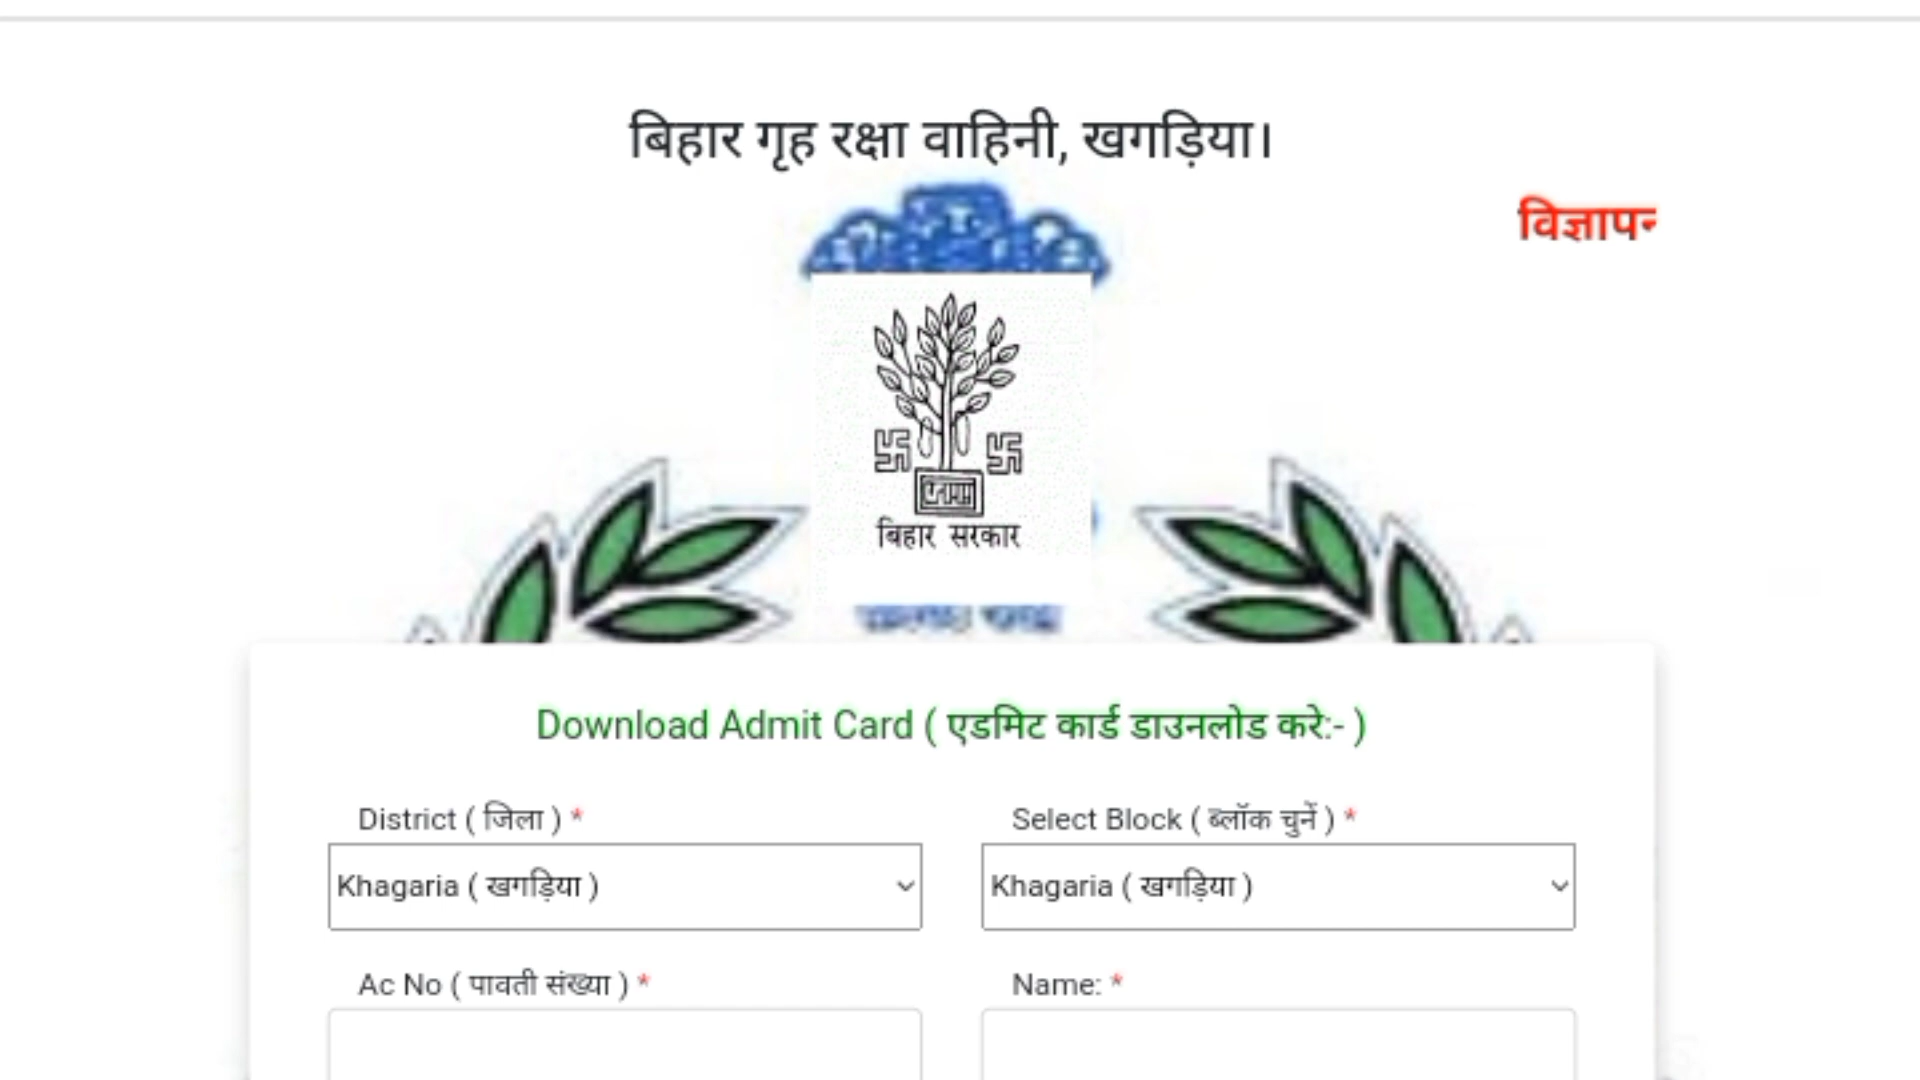 बिहार गृह रक्षा वाहिनी, खगड़िया।
बिहार सरकार
Download Admit Card ( एडमिट कार्ड डाउनलोड करे:- )
District ( जिला ) *
Select Block ( ब्लॉक चुनें ) *
Khagaria ( खगड़िया )
Khagaria ( खगड़िया )
Ac No ( पावती संख्या ) *
Name: *